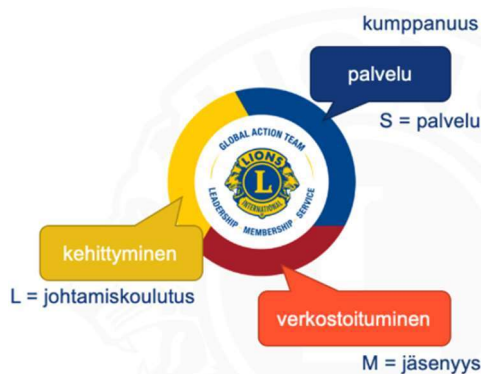 kumppanuus
palvelu
S = palvelu
GLOBAL ACTION TEAM
LIONS
L
INTERNATIONAL
LEADERSHIP MEMBERSHIP SERVICE
kehittyminen
L = johtamiskoulutus
verkostoituminen
M = jäsenyys